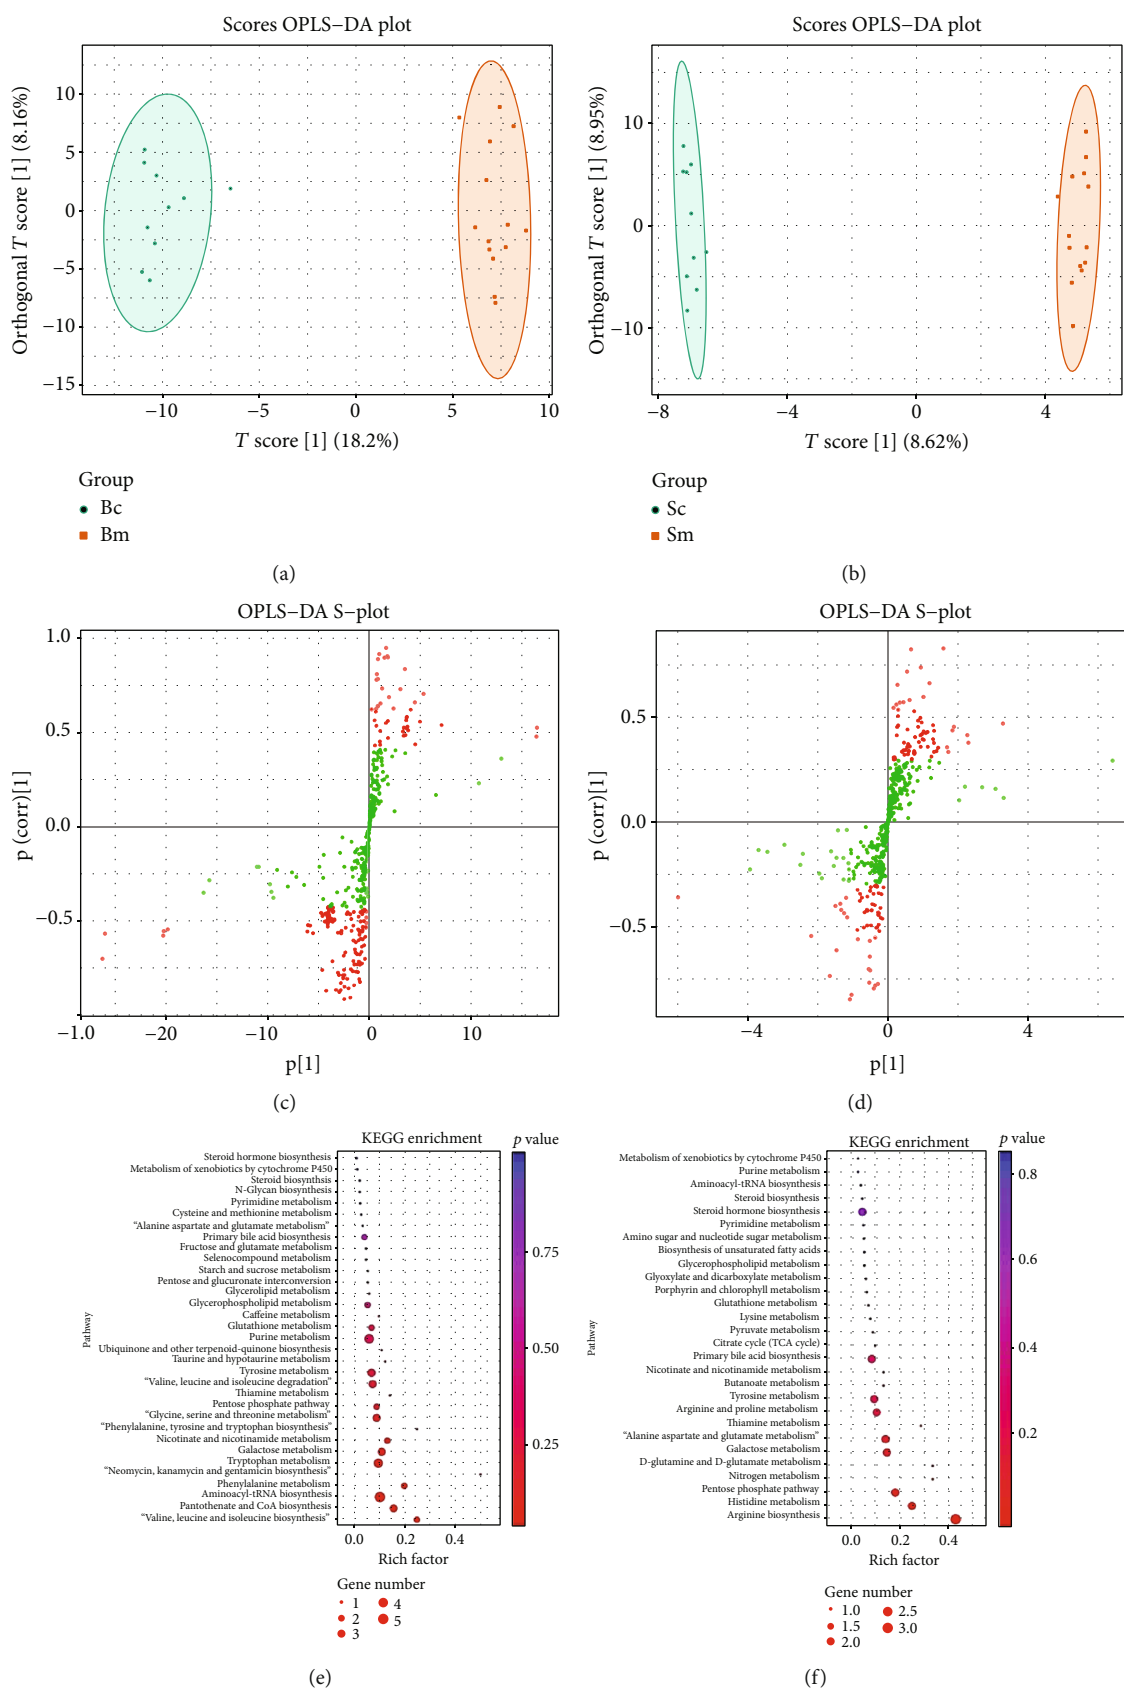 Scores OPLS−DA plot
Orthogonal T score [1] (8.16%)
10
5
0
−5
−10
−15
−10
−5
0
5
10
T score [1] (18.2%)
Group
Bc
Bm
(a)
Scores OPLS−DA plot
Orthogonal T score [1] (8.95%)
10
0
−10
−8
−4
0
4
T score [1] (8.62%)
Group
Sc
Sm
(b)
OPLS−DA S−plot
p (corr)[1]
1.0
0.5
0.0
−0.5
−1.0
−20
−10
0
10
p[1]
(c)
OPLS−DA S−plot
p (corr)[1]
0.5
0.0
−0.5
−4
0
4
p[1]
(d)
KEGG enrichment
Pathway
Steroid hormone biosynthesis
Metabolism of xenobiotics by cytochrome P450
Steroid biosynthsis
N-Glycan biosynthesis
Pyrimidine metabolism
Cysteine and methionine metabolism
“Alanine aspartate and glutamate metabolism”
Primary bile acid biosynthesis
Fructose and glutamate metabolism
Selenocompound metabolism
Starch and sucrose metabolism
Pentose and glucuronate interconversion
Glycerolipid metabolism
Glycerophospholipid metabolism
Caffeine metabolism
Glutathione metabolism
Purine metabolism
Ubiquinone and other terpenoid-quinone biosynthesis
Taurine and hypotaurine metabolism
Tyrosine metabolism
“Valine, leucine and isoleucine degradation”
Thiamine metabolism
Pentose phosphate pathway
“Glycine, serine and threonine metabolism”
“Phenylalanine, tyrosine and tryptophan biosynthesis”
Nicotinate and nicotinamide metabolism
Galactose metabolism
Tryptophan metabolism
“Neomycin, kanamycin and gentamicin biosynthesis”
Phenylalanine metabolism
Aminoacyl-tRNA biosynthesis
Pantothenate and CoA biosynthesis
“Valine, leucine and isoleucine biosynthesis”
0.0
0.2
0.4
Rich factor
p value
0.75
0.50
0.25
Gene number
1
2
3
4
5
(e)
KEGG enrichment
Pathway
Metabolism of xenobiotics by cytochrome P450
Purine metabolism
Aminoacyl-tRNA biosynthesis
Steroid biosynthesis
Steroid hormone biosynthesis
Pyrimidine metabolism
Amino sugar and nucleotide sugar metabolism
Biosynthesis of unsaturated fatty acids
Glycerophospholipid metabolism
Glyoxylate and dicarboxylate metabolism
Porphyrin and chlorophyll metabolism
Glutathione metabolism
Lysine metabolism
Pyruvate metabolism
Citrate cycle (TCA cycle)
Primary bile acid biosynthesis
Nicotinate and nicotinamide metabolism
Butanoate metabolism
Tyrosine metabolism
Arginine and proline metabolism
Thiamine metabolism
“Alanine aspartate and glutamate metabolism”
Galactose metabolism
D-glutamine and D-glutamate metabolism
Nitrogen metabolism
Pentose phosphate pathway
Histidine metabolism
Arginine biosynthesis
0.0
0.2
0.4
Rich factor
p value
0.8
0.6
0.4
0.2
Gene number
1.0
1.5
2.0
2.5
3.0
(f)